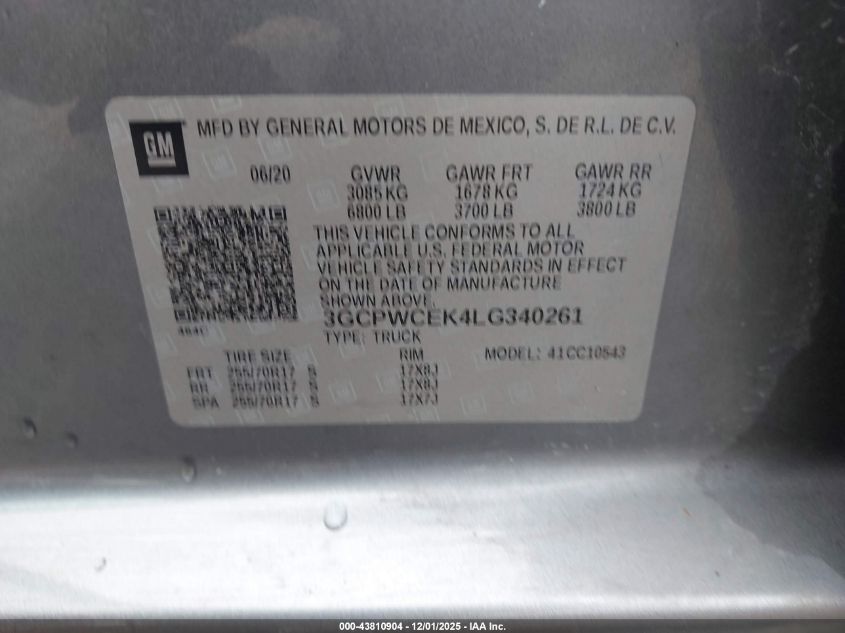 GM
MFD BY GENERAL MOTORS DE MEXICO, S. DE R.L. DE C.V.
06/20 GVWR GAWR FRT GAWR RR
3085 KG 1678 KG 1724 KG
6800 LB 3700 LB 3800 LB
THIS VEHICLE CONFORMS TO ALL
APPLICABLE U.S. FEDERAL MOTOR
VEHICLE SAFETY STANDARDS IN EFFECT
ON THE DATE OF MANUFACTURE
SHOWN ABOVE.
3GCPWCEK4LG340261
TYPE: TRUCK
MODEL: 41CC10543
TIRE SIZE RIM
FRT 255/70R17 S 17X8J
RR 255/70R17 S 17X8J
SPA 255/70R17 S 17X7J
000-43810904 - 12/01/2025 - IAA Inc.